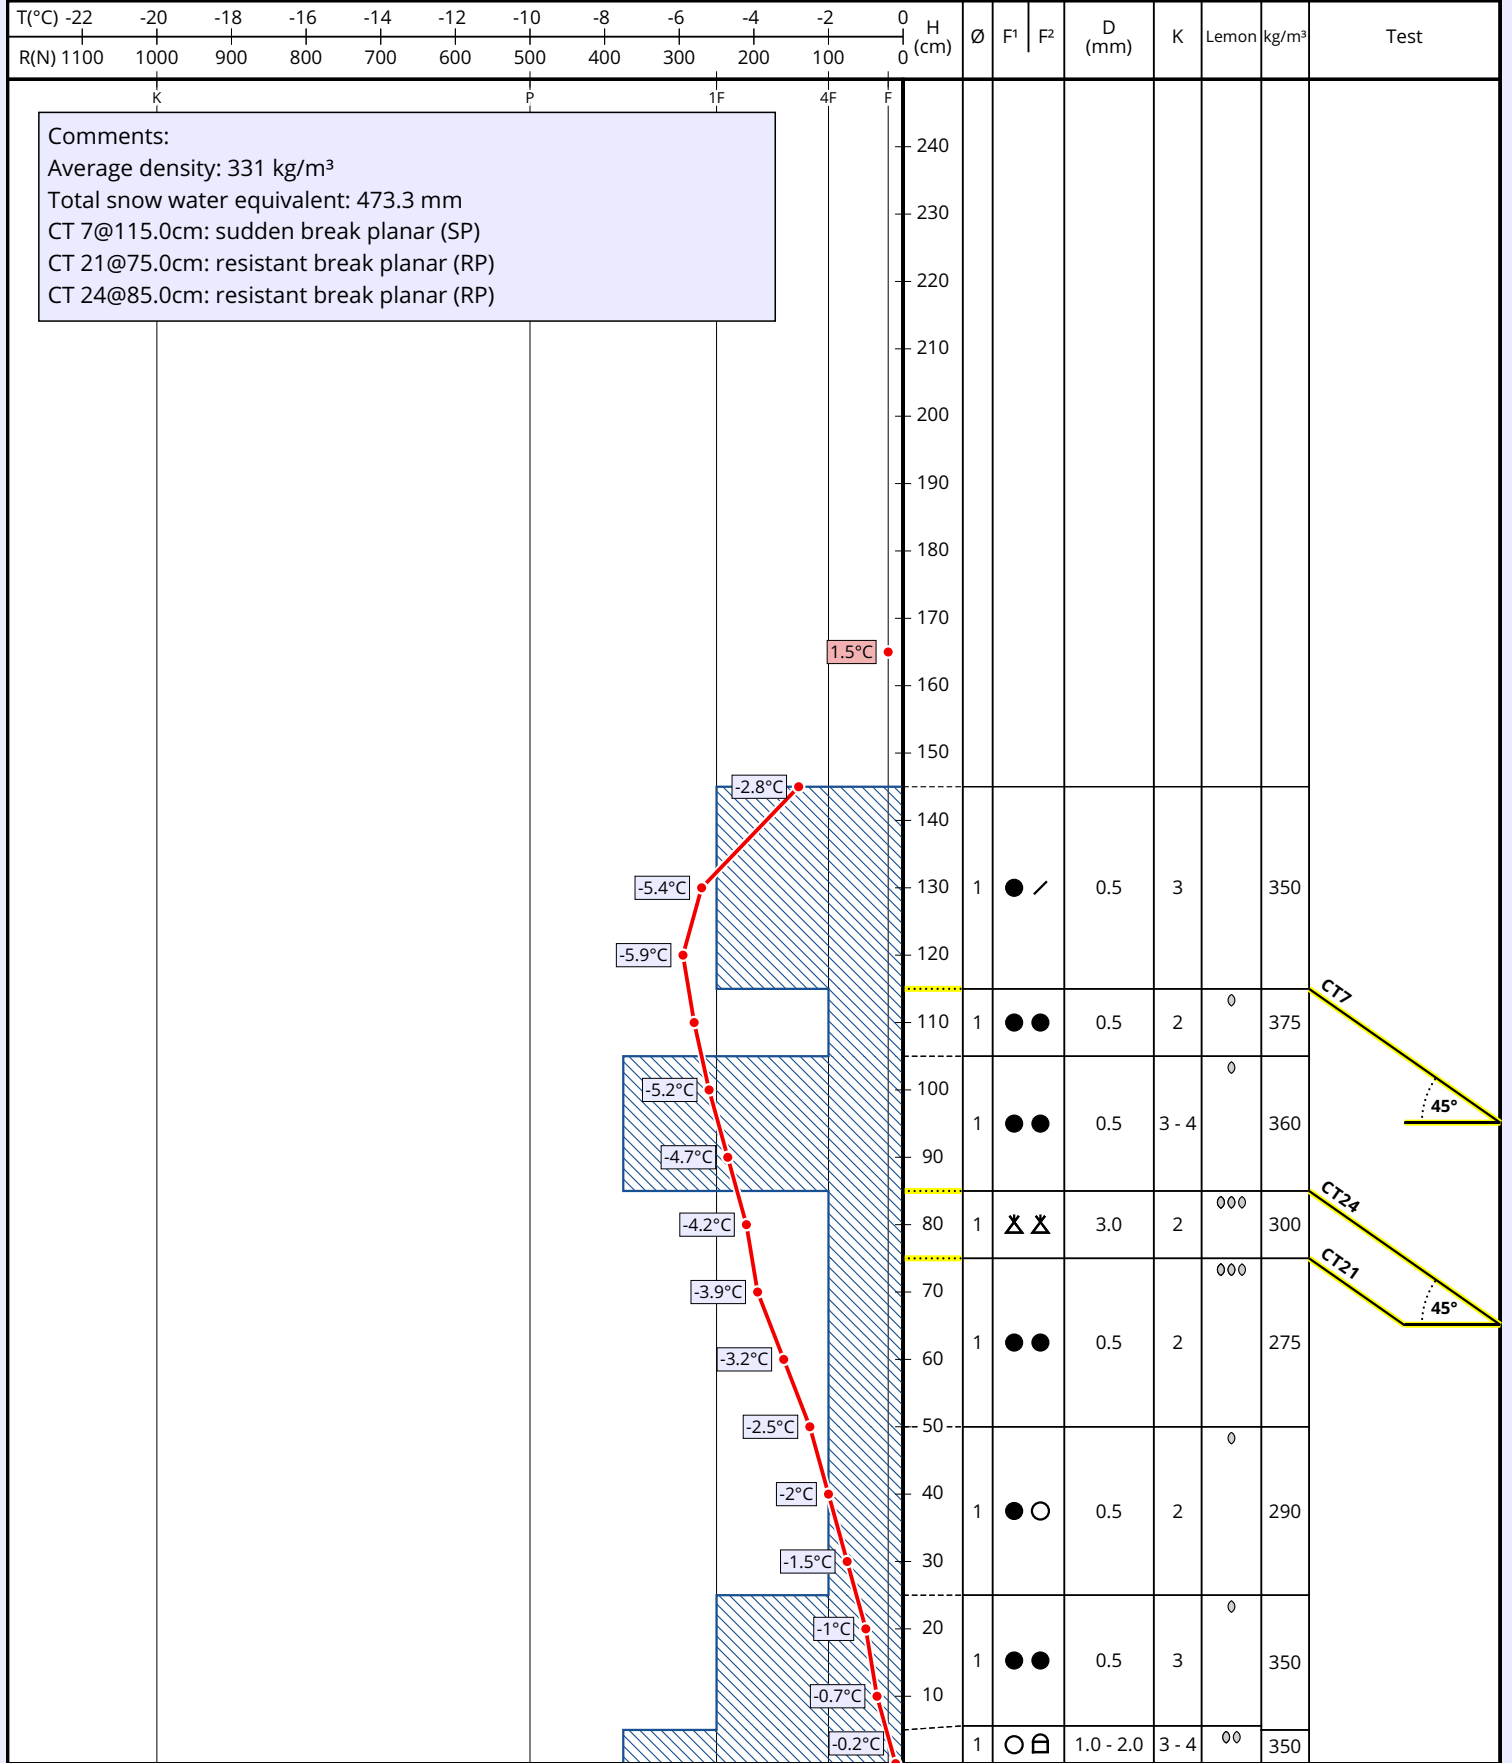 T(°C) -22 -20 -18 -16 -14 -12 -10 -8 -6 -4 -2 0
R(N) 1100 1000 900 800 700 600 500 400 300 200 100 0
H (cm) Ø F¹ F² D (mm) K Lemon kg/m³ Test
K P 1F 4F F
Comments:
Average density: 331 kg/m³
Total snow water equivalent: 473.3 mm
CT 7@115.0cm: sudden break planar (SP)
CT 21@75.0cm: resistant break planar (RP)
CT 24@85.0cm: resistant break planar (RP)
240
230
220
210
200
190
180
170
1.5°C
160
150
-2.8°C
140
-5.4°C 130 1 0.5 3 350
-5.9°C 120
CT7
110 1 0.5 2 375
-5.2°C 100
45°
1 0.5 3 - 4 360
-4.7°C 90
CT24
-4.2°C 80 1 3.0 2 300
CT21
-3.9°C 70
45°
1 0.5 2 275
-3.2°C 60
-2.5°C 50
-2°C 40
1 0.5 2 290
-1.5°C 30
-1°C 20
1 0.5 3 350
-0.7°C 10
-0.2°C 1 1.0 - 2.0 3 - 4 350